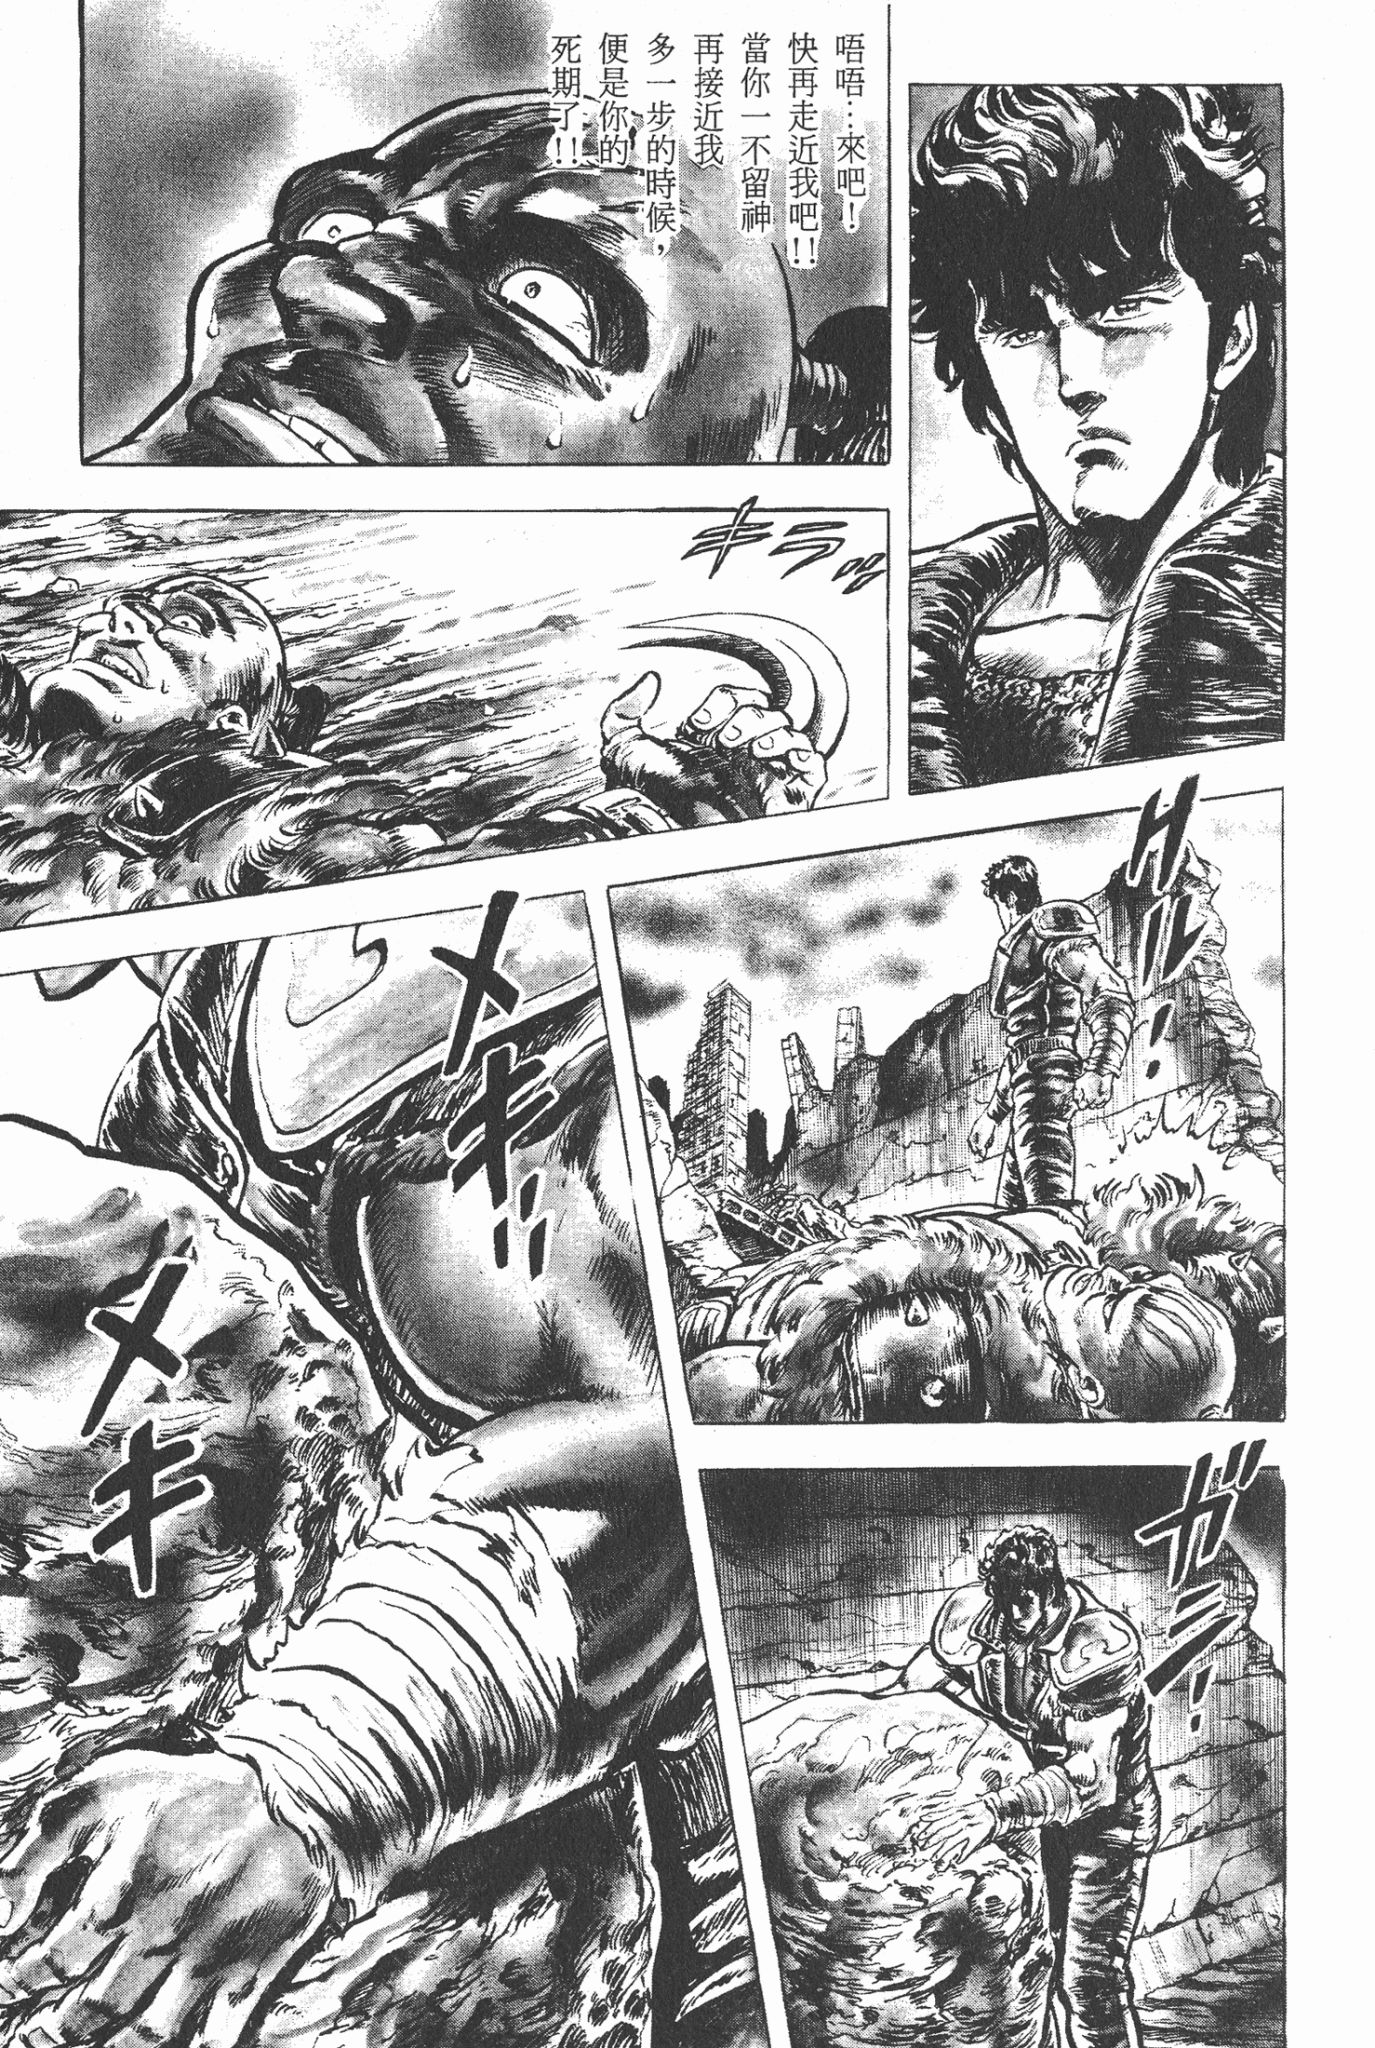 唔唔…來吧！
快再走近我吧!!
當你一不留神
再接近我
多一步的時候，
便是你的
死期了!!
キラッ
サルッ！
ガシ！
メキ
メキ